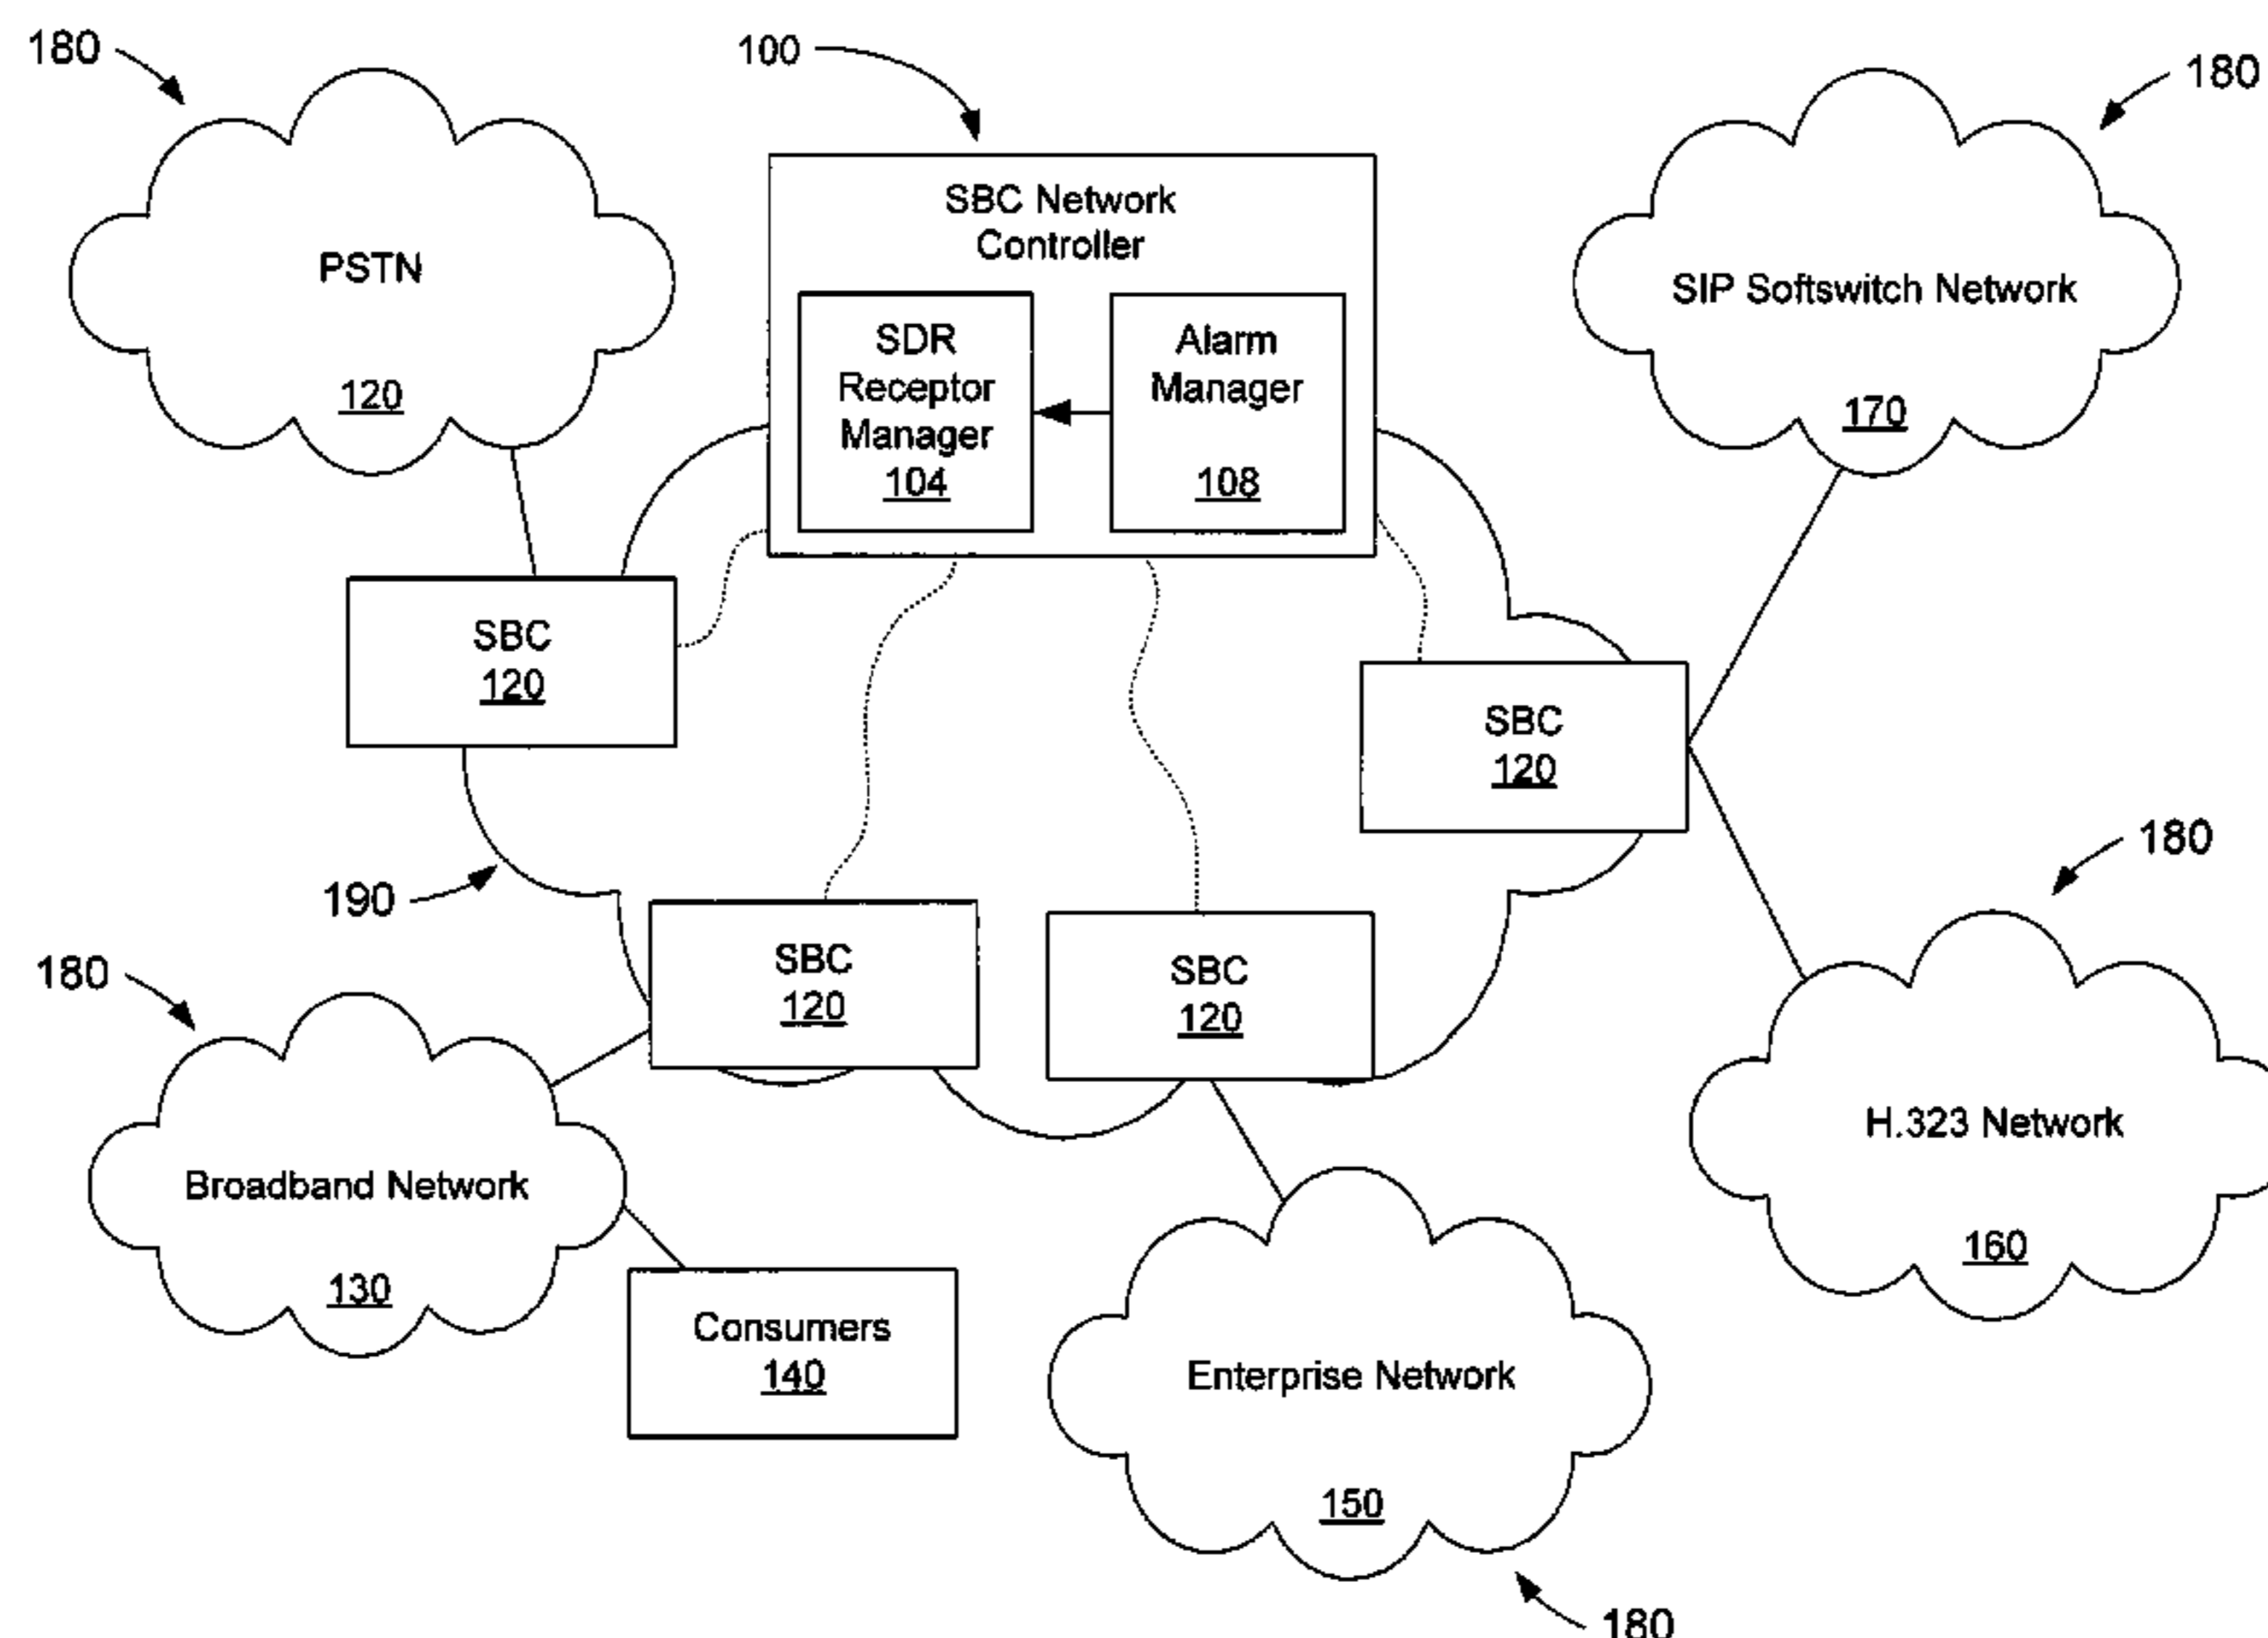 180
100
180
PSTN
120
SBC Network
Controller
SDR
Receptor
Manager
104
Alarm
Manager
108
SIP Softswitch Network
170
SBC
120
SBC
120
180
190
180
SBC
120
SBC
120
Broadband Network
130
H.323 Network
160
Consumers
140
Enterprise Network
150
180